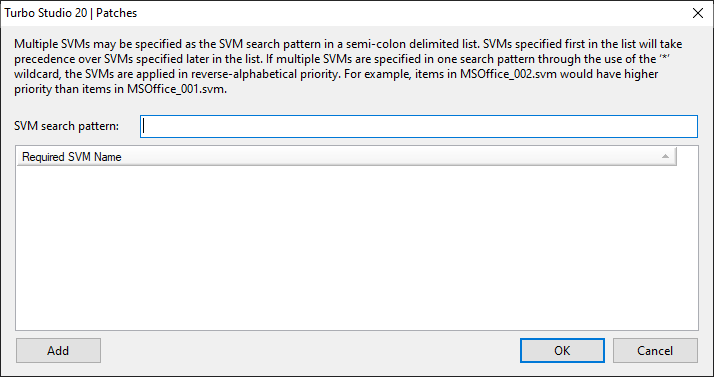 Turbo Studio 20 | Patches
Multiple SVMs may be specified as the SVM search pattern in a semi-colon delimited list. SVMs specified first in the list will take
precedence over SVMs specified later in the list. If multiple SVMs are specified in one search pattern through the use of the '*'
wildcard, the SVMs are applied in reverse-alphabetical priority. For example, items in MSOffice_002.svm would have higher
priority than items in MSOffice_001.svm.
SVM search pattern:
Required SVM Name
Add
OK
Cancel